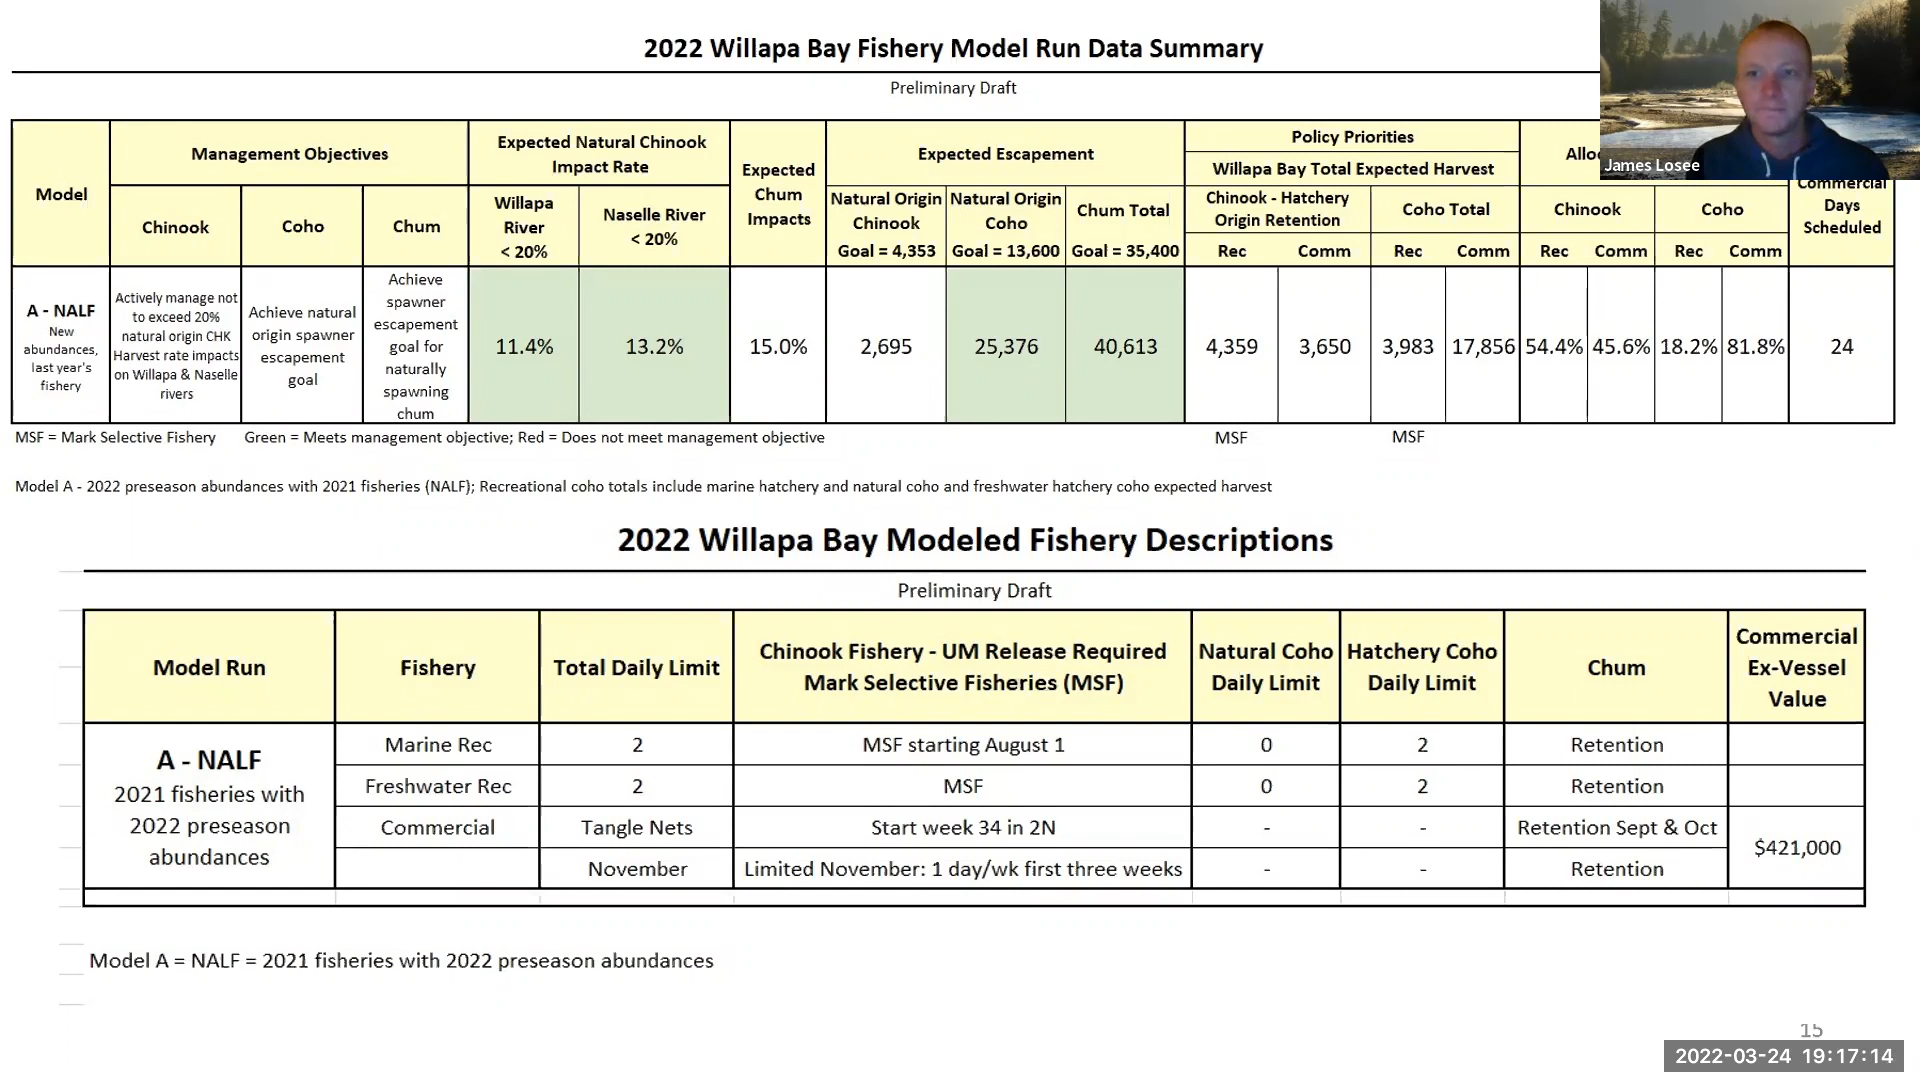 2022 Willapa Bay Fishery Model Run Data Summary
Preliminary Draft
James Losee
Model
Management Objectives
Expected Natural Chinook
Impact Rate
Expected
Chum
Impacts
Expected Escapement
Policy Priorities
Willapa Bay Total Expected Harvest
Commercial
Days
Scheduled
Chinook
Coho
Chum
Willapa
River
< 20%
Naselle River
< 20%
Natural Origin
Chinook
Goal = 4,353
Natural Origin
Coho
Goal = 13,600
Chum Total
Goal = 35,400
Chinook - Hatchery
Origin Retention
Coho Total
Chinook
Coho
Rec
Comm
Rec
Comm
Rec
Comm
Rec
Comm
A - NALF
New
abundances,
last year's
fishery
Actively manage not
to exceed 20%
natural origin CHK
Harvest rate impacts
on Willapa & Naselle
rivers
Achieve natural
origin spawner
escapement
goal
Achieve
spawner
escapement
goal for
naturally
spawning
chum
11.4%
13.2%
15.0%
2,695
25,376
40,613
4,359
3,650
3,983
17,856
54.4%
45.6%
18.2%
81.8%
24
MSF = Mark Selective Fishery
Green = Meets management objective; Red = Does not meet management objective
MSF
MSF
Model A - 2022 preseason abundances with 2021 fisheries (NALF); Recreational coho totals include marine hatchery and natural coho and freshwater hatchery coho expected harvest
2022 Willapa Bay Modeled Fishery Descriptions
Preliminary Draft
Model Run
Fishery
Total Daily Limit
Chinook Fishery - UM Release Required
Mark Selective Fisheries (MSF)
Natural Coho
Daily Limit
Hatchery Coho
Daily Limit
Chum
Commercial
Ex-Vessel
Value
A - NALF
2021 fisheries with
2022 preseason
abundances
Marine Rec
2
MSF starting August 1
0
2
Retention
Freshwater Rec
2
MSF
0
2
Retention
Commercial
Tangle Nets
Start week 34 in 2N
-
-
Retention Sept & Oct
$421,000
November
Limited November: 1 day/wk first three weeks
-
-
Retention
Model A = NALF = 2021 fisheries with 2022 preseason abundances
15
2022-03-24 19:17:14